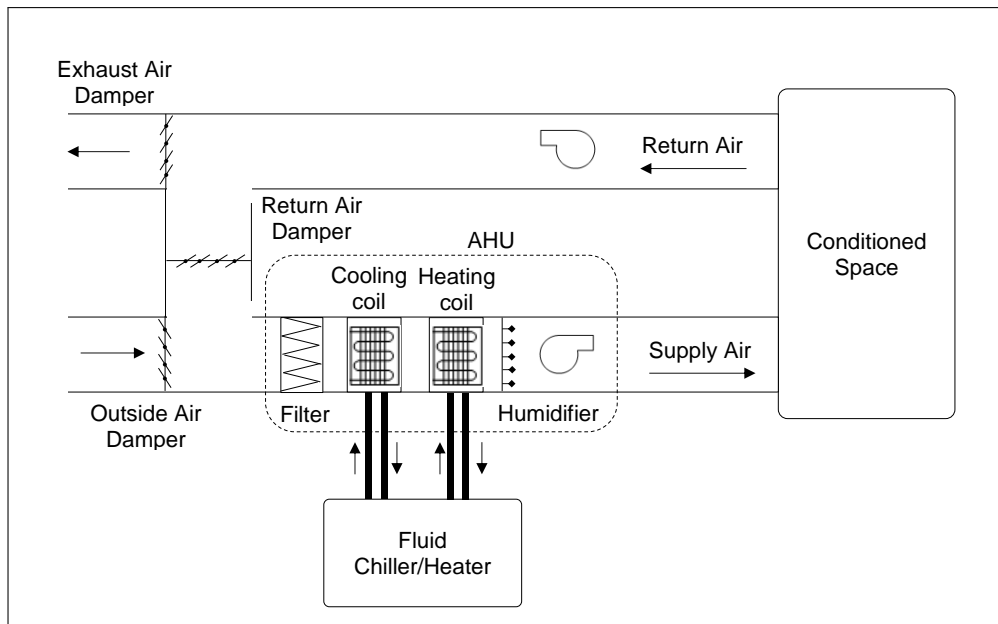 Exhaust Air
Damper
Return Air
Return Air
Damper
AHU
Conditioned
Space
Cooling
coil
Heating
coil
Supply Air
Outside Air
Damper
Filter
Humidifier
Fluid
Chiller/Heater